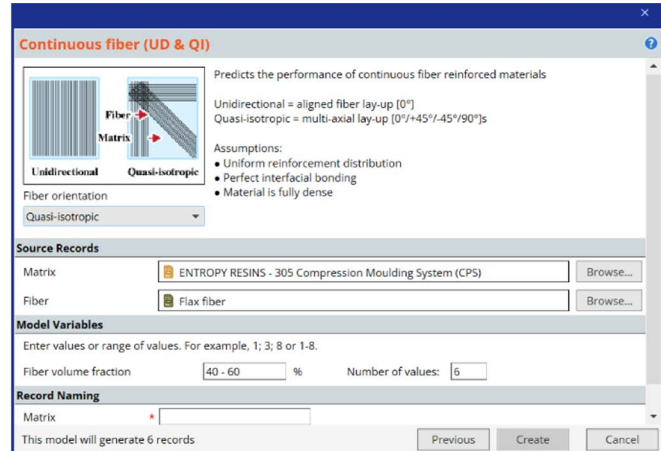 Continuous fiber (UD & QI)
Predicts the performance of continuous fiber reinforced materials
Unidirectional = aligned fiber lay-up [0°]
Quasi-isotropic = multi-axial lay-up [0°/+45°/-45°/90°]s
Fiber
Matrix
Assumptions:
• Uniform reinforcement distribution
• Perfect interfacial bonding
• Material is fully dense
Unidirectional Quasi-isotropic
Fiber orientation
Quasi-isotropic
Source Records
Matrix ENTROPY RESINS - 305 Compression Moulding System (CPS) Browse...
Fiber Flax fiber Browse...
Model Variables
Enter values or range of values. For example, 1; 3; 8 or 1-8.
Fiber volume fraction 40 - 60 % Number of values: 6
Record Naming
Matrix *
This model will generate 6 records Previous Create Cancel